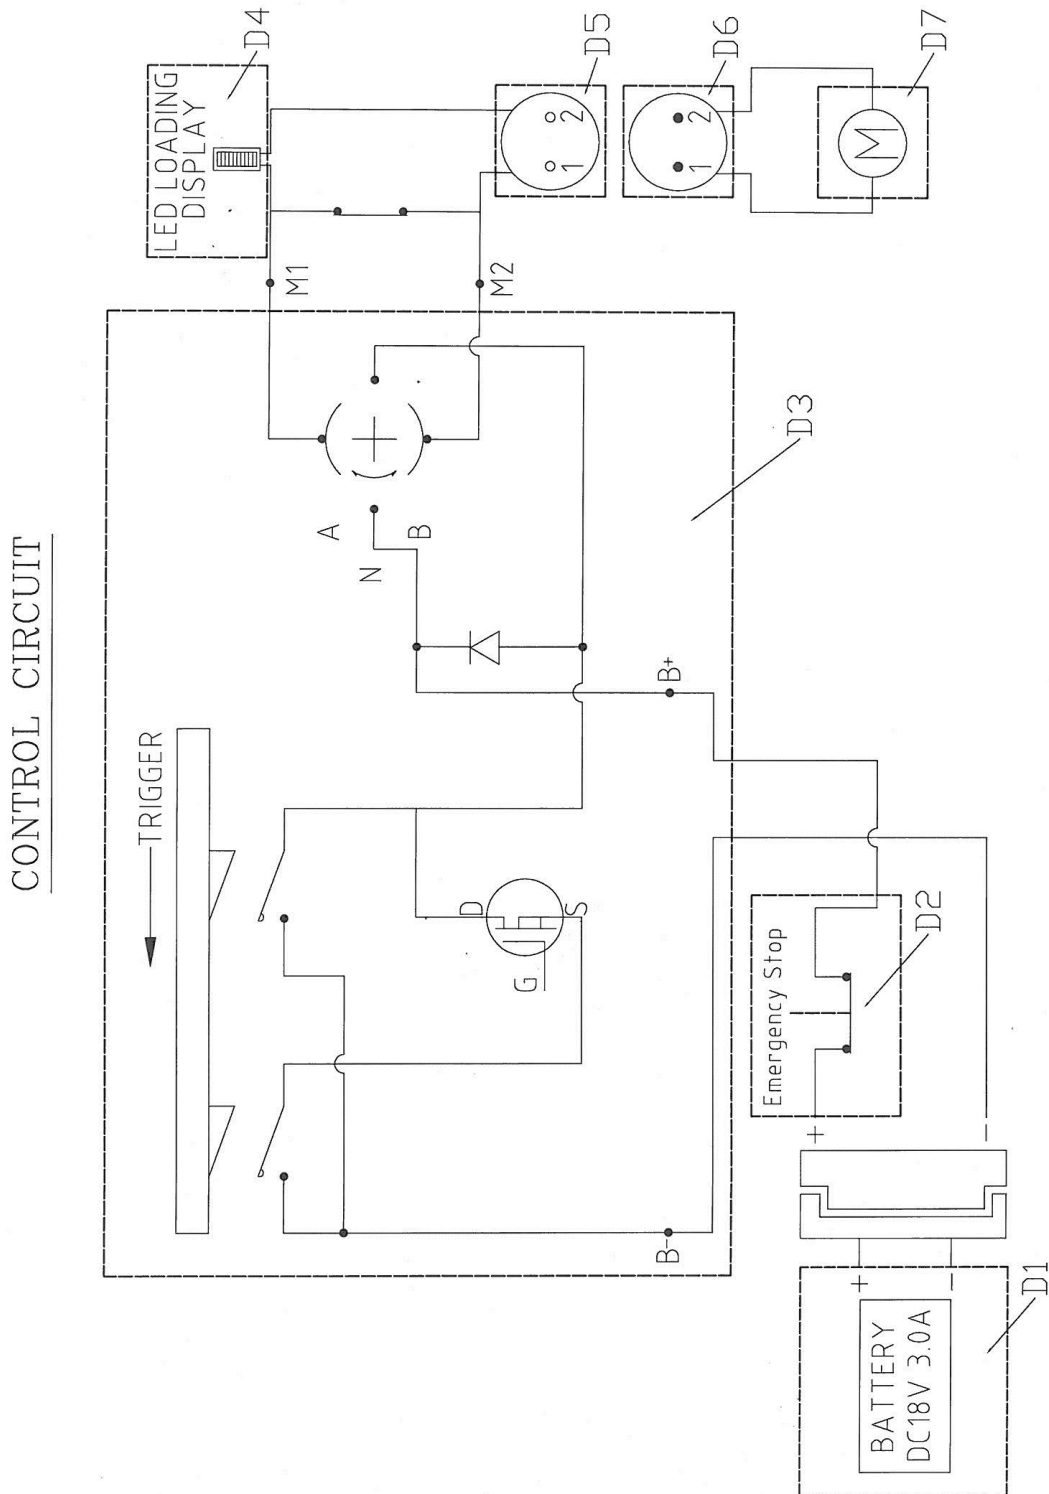 CONTROL CIRCUIT
TRIGGER
LED LOADING
DISPLAY
D4
M1
M2
A
N
B
D
G
S
B+
B-
D3
1 2
D5
1 2
D6
M
D7
Emergency Stop
D2
+
-
+
-
BATTERY
DC18V 3.0A
D1